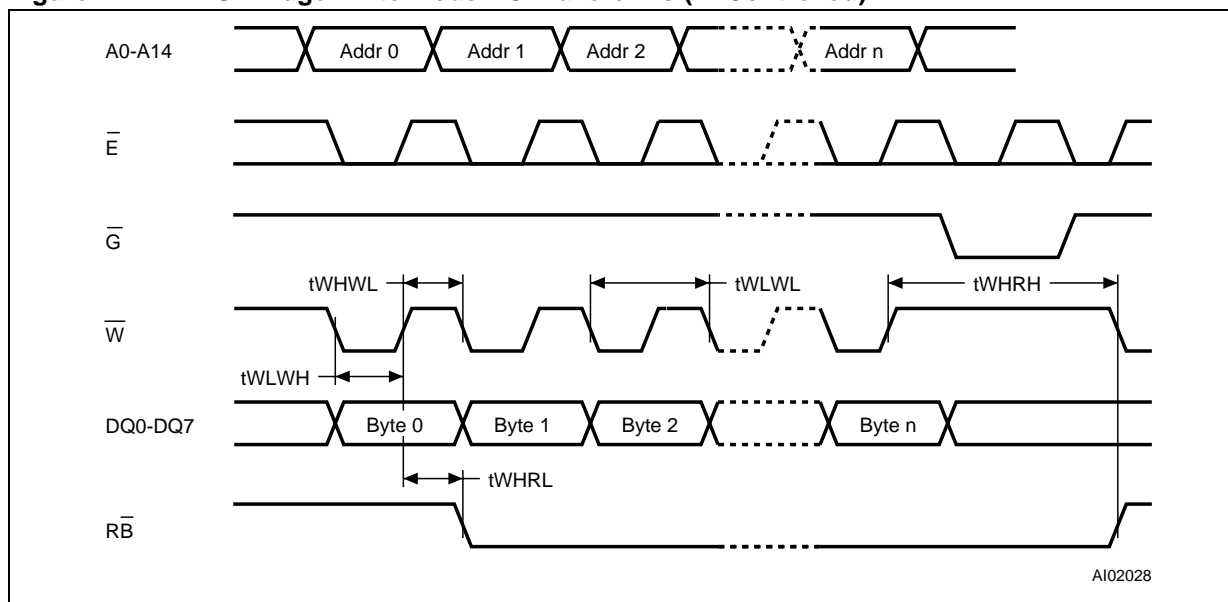 A0-A14
Addr 0 Addr 1 Addr 2 Addr n
E̅
G̅
tWHWL tWLWL tWHRH
W̅
tWLWH
DQ0-DQ7 Byte 0 Byte 1 Byte 2 Byte n
tWHRL
RB̅
AI02028